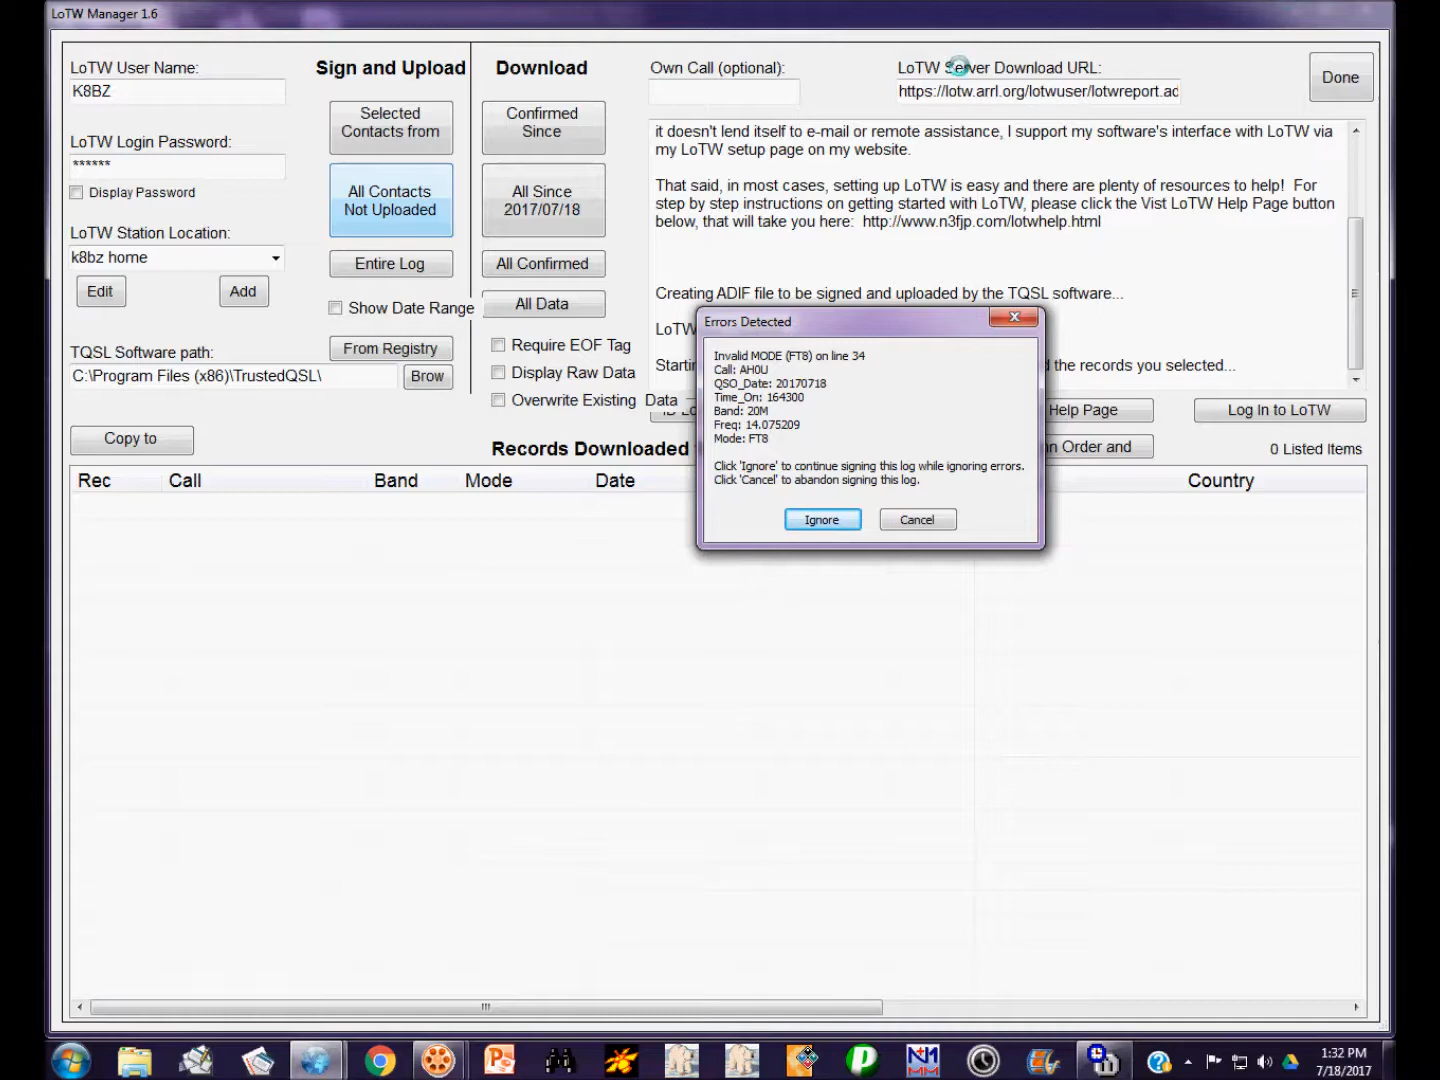 LoTW Manager 1.6
LoTW User Name:
K8BZ
LoTW Login Password:
******
Display Password
LoTW Station Location:
k8bz home
Edit
Add
TQSL Software path:
C:\Program Files (x86)\TrustedQSL\
Brow
Copy to
Sign and Upload
Selected
Contacts from
All Contacts
Not Uploaded
Entire Log
Show Date Range
From Registry
Download
Confirmed
Since
All Since
2017/07/18
All Confirmed
All Data
Require EOF Tag
Display Raw Data
Overwrite Existing Data
Own Call (optional):
LoTW Server Download URL:
https://lotw.arrl.org/lotwuser/lotwreport.ad
Done
it doesn't lend itself to e-mail or remote assistance, I support my software's interface with LoTW via
my LoTW setup page on my website.
That said, in most cases, setting up LoTW is easy and there are plenty of resources to help! For
step by step instructions on getting started with LoTW, please click the Vist LoTW Help Page button
below, that will take you here: http://www.n3fjp.com/lotwhelp.html
Creating ADIF file to be signed and uploaded by the TQSL software...
LoTW
Startin
d the records you selected...
Help Page
Log In to LoTW
n Order and
0 Listed Items
Errors Detected
Invalid MODE (FT8) on line 34
Call: AH0U
QSO_Date: 20170718
Time_On: 164300
Band: 20M
Freq: 14.075209
Mode: FT8
Click 'Ignore' to continue signing this log while ignoring errors.
Click 'Cancel' to abandon signing this log.
Ignore
Cancel
Records Downloaded
Rec Call Band Mode Date Country
1:32 PM
7/18/2017